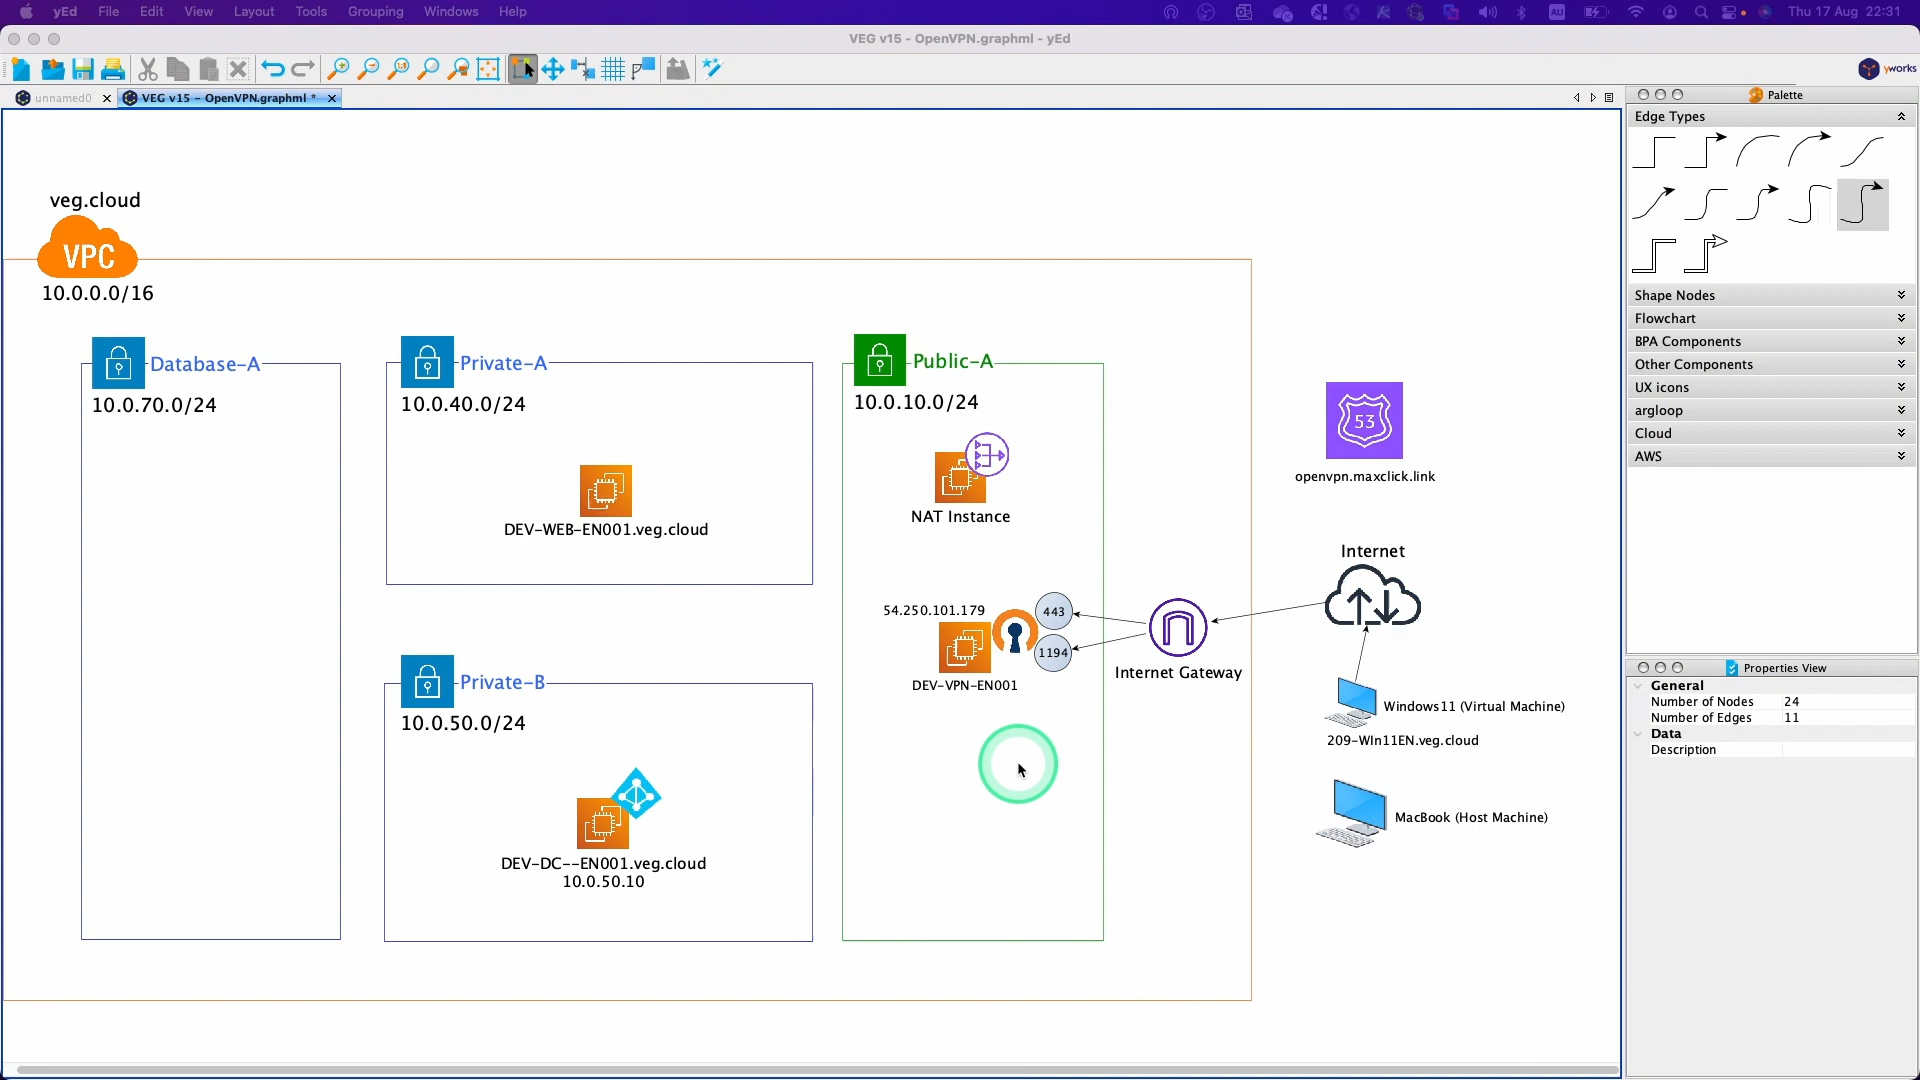 yEd File Edit View Layout Tools Grouping Windows Help
AU
Thu 17 Aug 22:31
VEG v15 - OpenVPN.graphml - yEd
yworks
unnamed0
VEG v15 - OpenVPN.graphml *
Palette
Edge Types
Shape Nodes
Flowchart
BPA Components
Other Components
UX icons
argloop
Cloud
AWS
Properties View
General
Number of Nodes 24
Number of Edges 11
Data
Description
veg.cloud
VPC
10.0.0.0/16
Database-A
10.0.70.0/24
Private-A
10.0.40.0/24
DEV-WEB-EN001.veg.cloud
Private-B
10.0.50.0/24
DEV-DC--EN001.veg.cloud
10.0.50.10
Public-A
10.0.10.0/24
NAT Instance
54.250.101.179
443
1194
DEV-VPN-EN001
Internet Gateway
53
openvpn.maxclick.link
Internet
Windows11 (Virtual Machine)
209-WIn11EN.veg.cloud
MacBook (Host Machine)